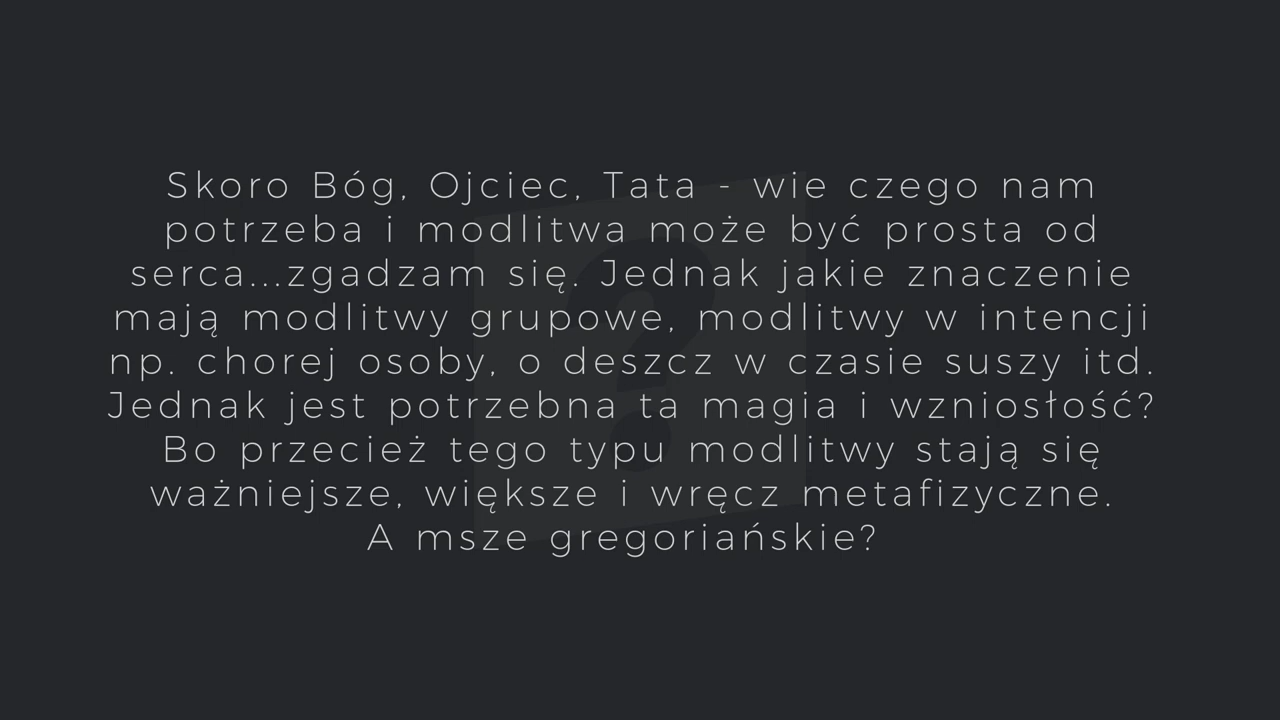 Skoro Bóg, Ojciec, Tata - wie czego nam
potrzeba i modlitwa może być prosta od
serca...zgadzam się. Jednak jakie znaczenie
mają modlitwy grupowe, modlitwy w intencji
np. chorej osoby, o deszcz w czasie suszy itd.
Jednak jest potrzebna ta magia i wzniosłość?
Bo przecież tego typu modlitwy stają się
ważniejsze, większe i wręcz metafizyczne.
A msze gregoriańskie?